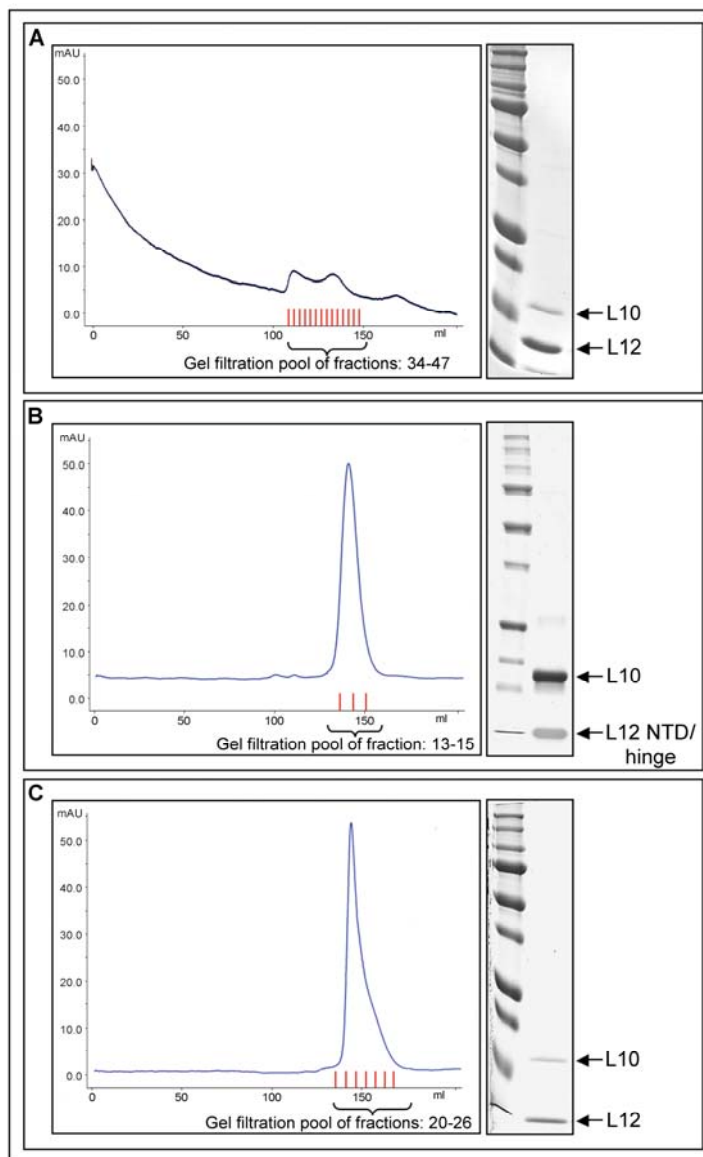 A
mAU
50.0
40.0
30.0
20.0
10.0
0.0
0
50
100
150
ml
Gel filtration pool of fractions: 34-47
L10
L12
B
mAU
50.0
40.0
30.0
20.0
10.0
0.0
0
50
100
150
ml
Gel filtration pool of fraction: 13-15
L10
L12 NTD/
hinge
C
mAU
50.0
40.0
30.0
20.0
10.0
0.0
0
50
100
150
ml
Gel filtration pool of fractions: 20-26
L10
L12